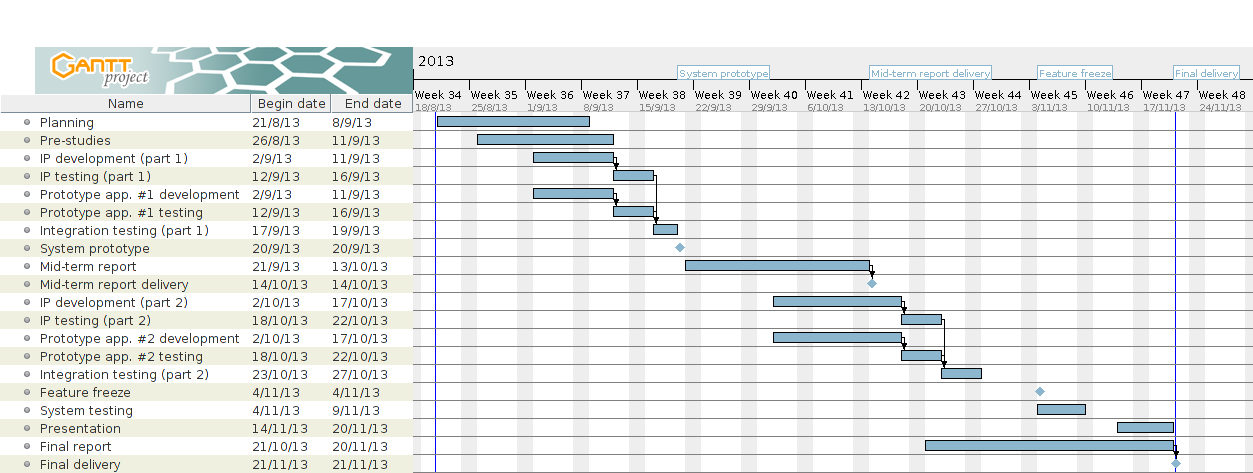 GANTT
project
2013
System prototype
Mid-term report delivery
Feature freeze
Final delivery
Name Begin date End date
Week 34 Week 35 Week 36 Week 37 Week 38 Week 39 Week 40 Week 41 Week 42 Week 43 Week 44 Week 45 Week 46 Week 47 Week 48
18/8/13 25/8/13 1/9/13 8/9/13 15/9/13 22/9/13 29/9/13 6/10/13 13/10/13 20/10/13 27/10/13 3/11/13 10/11/13 17/11/13 24/11/13
Planning 21/8/13 8/9/13
Pre-studies 26/8/13 11/9/13
IP development (part 1) 2/9/13 11/9/13
IP testing (part 1) 12/9/13 16/9/13
Prototype app. #1 development 2/9/13 11/9/13
Prototype app. #1 testing 12/9/13 16/9/13
Integration testing (part 1) 17/9/13 19/9/13
System prototype 20/9/13 20/9/13
Mid-term report 21/9/13 13/10/13
Mid-term report delivery 14/10/13 14/10/13
IP development (part 2) 2/10/13 17/10/13
IP testing (part 2) 18/10/13 22/10/13
Prototype app. #2 development 2/10/13 17/10/13
Prototype app. #2 testing 18/10/13 22/10/13
Integration testing (part 2) 23/10/13 27/10/13
Feature freeze 4/11/13 4/11/13
System testing 4/11/13 9/11/13
Presentation 14/11/13 20/11/13
Final report 21/10/13 20/11/13
Final delivery 21/11/13 21/11/13